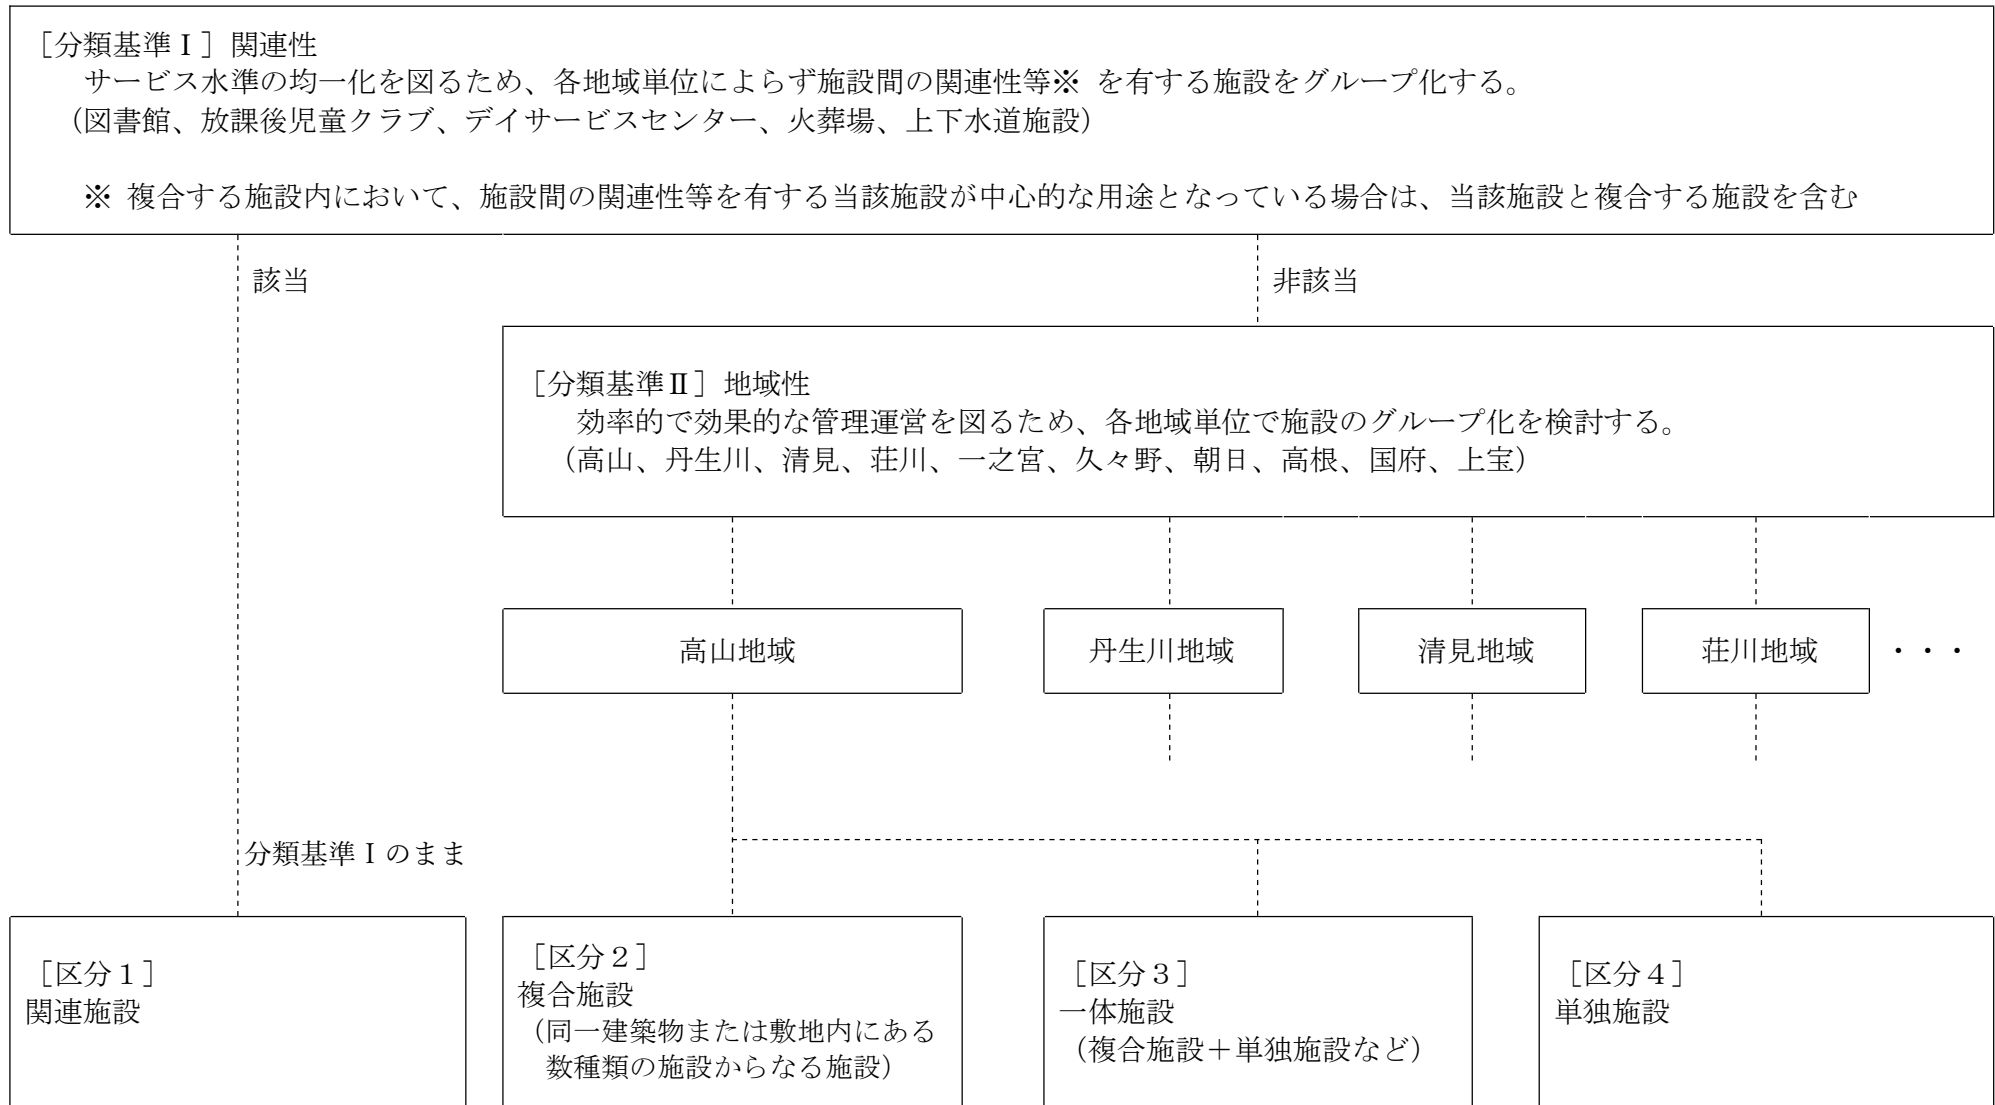 ［分類基準Ⅰ］関連性
サービス水準の均一化を図るため、各地域単位によらず施設間の関連性等※ を有する施設をグループ化する。
（図書館、放課後児童クラブ、デイサービスセンター、火葬場、上下水道施設）
※ 複合する施設内において、施設間の関連性等を有する当該施設が中心的な用途となっている場合は、当該施設と複合する施設を含む
該当
非該当
［分類基準Ⅱ］地域性
効率的で効果的な管理運営を図るため、各地域単位で施設のグループ化を検討する。
（高山、丹生川、清見、荘川、一之宮、久々野、朝日、高根、国府、上宝）
高山地域
丹生川地域
清見地域
荘川地域
・・・
分類基準Ⅰのまま
［区分１］
関連施設
［区分２］
複合施設
（同一建築物または敷地内にある
数種類の施設からなる施設）
［区分３］
一体施設
（複合施設＋単独施設など）
［区分４］
単独施設